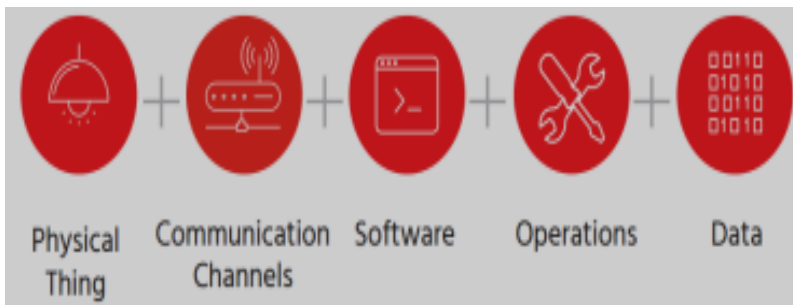 Physical Thing
Communication Channels
Software
Operations
Data
>_
00110
01010
00110
01010